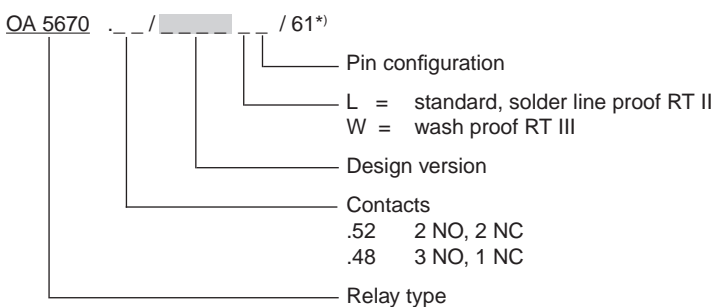 OA 5670 ._ _ / _ _ _ _ _ _ / 61*)
Pin configuration
L = standard, solder line proof RT II
W = wash proof RT III
Design version
Contacts
.52 2 NO, 2 NC
.48 3 NO, 1 NC
Relay type